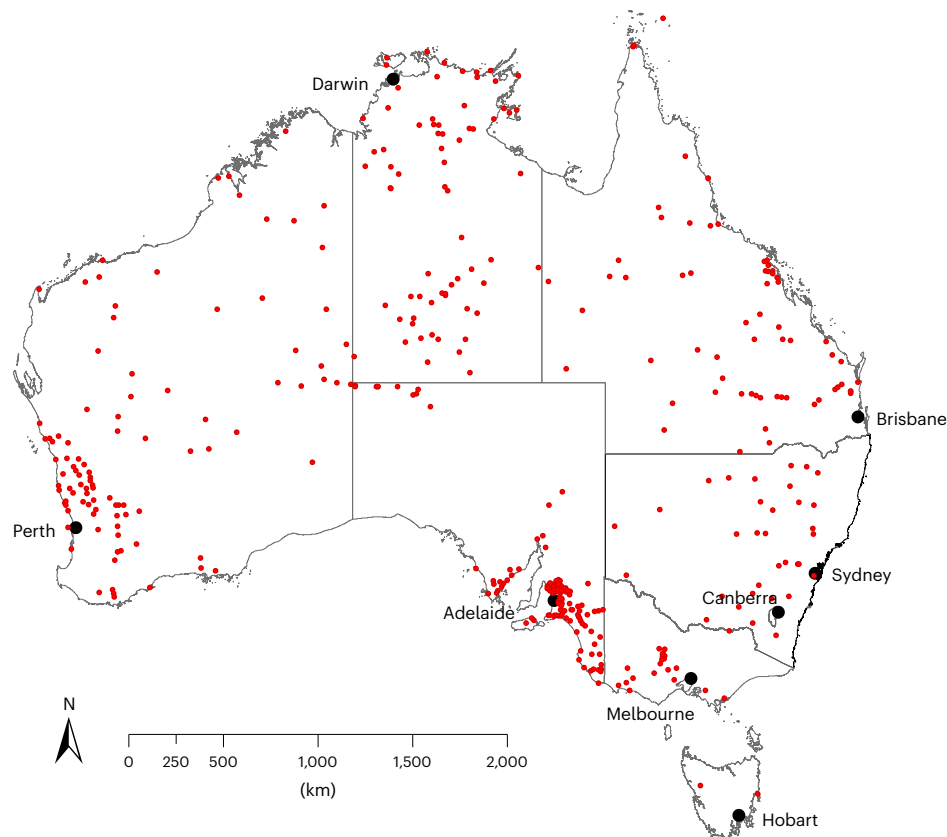 Darwin
Brisbane
Perth
Sydney
Canberra
Adelaide
N
Melbourne
0 250 500 1,000 1,500 2,000
(km)
Hobart